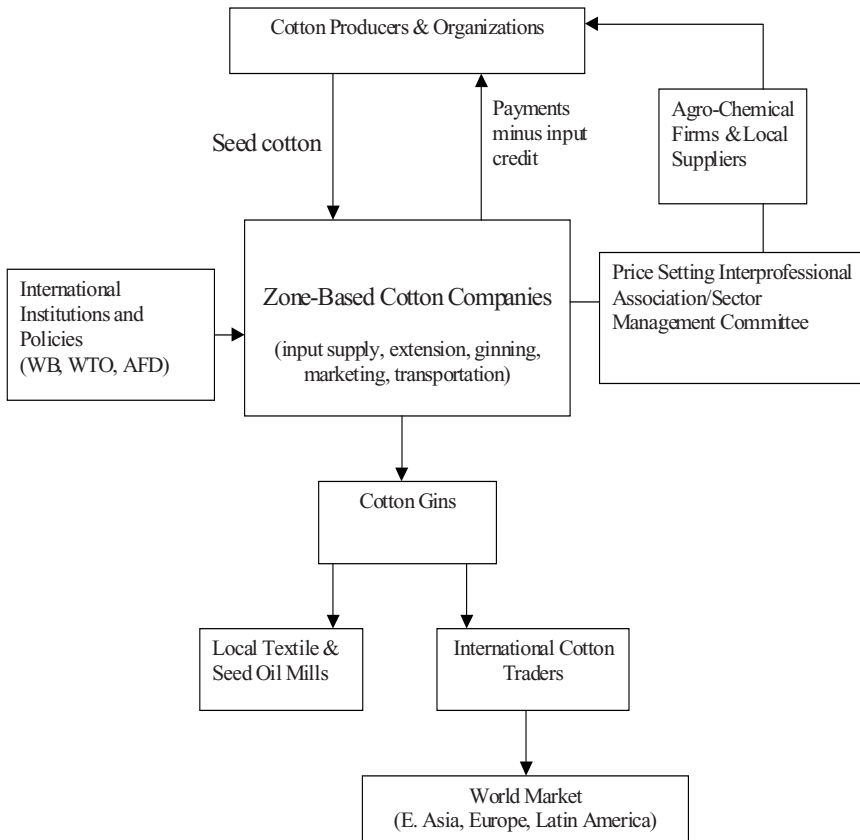 Cotton Producers & Organizations
Seed cotton
Payments
minus input
credit
Agro-Chemical
Firms & Local
Suppliers
International
Institutions and
Policies
(WB, WTO, AFD)
Zone-Based Cotton Companies
(input supply, extension, ginning,
marketing, transportation)
Price Setting Interprofessional
Association/Sector
Management Committee
Cotton Gins
Local Textile &
Seed Oil Mills
International Cotton
Traders
World Market
(E. Asia, Europe, Latin America)